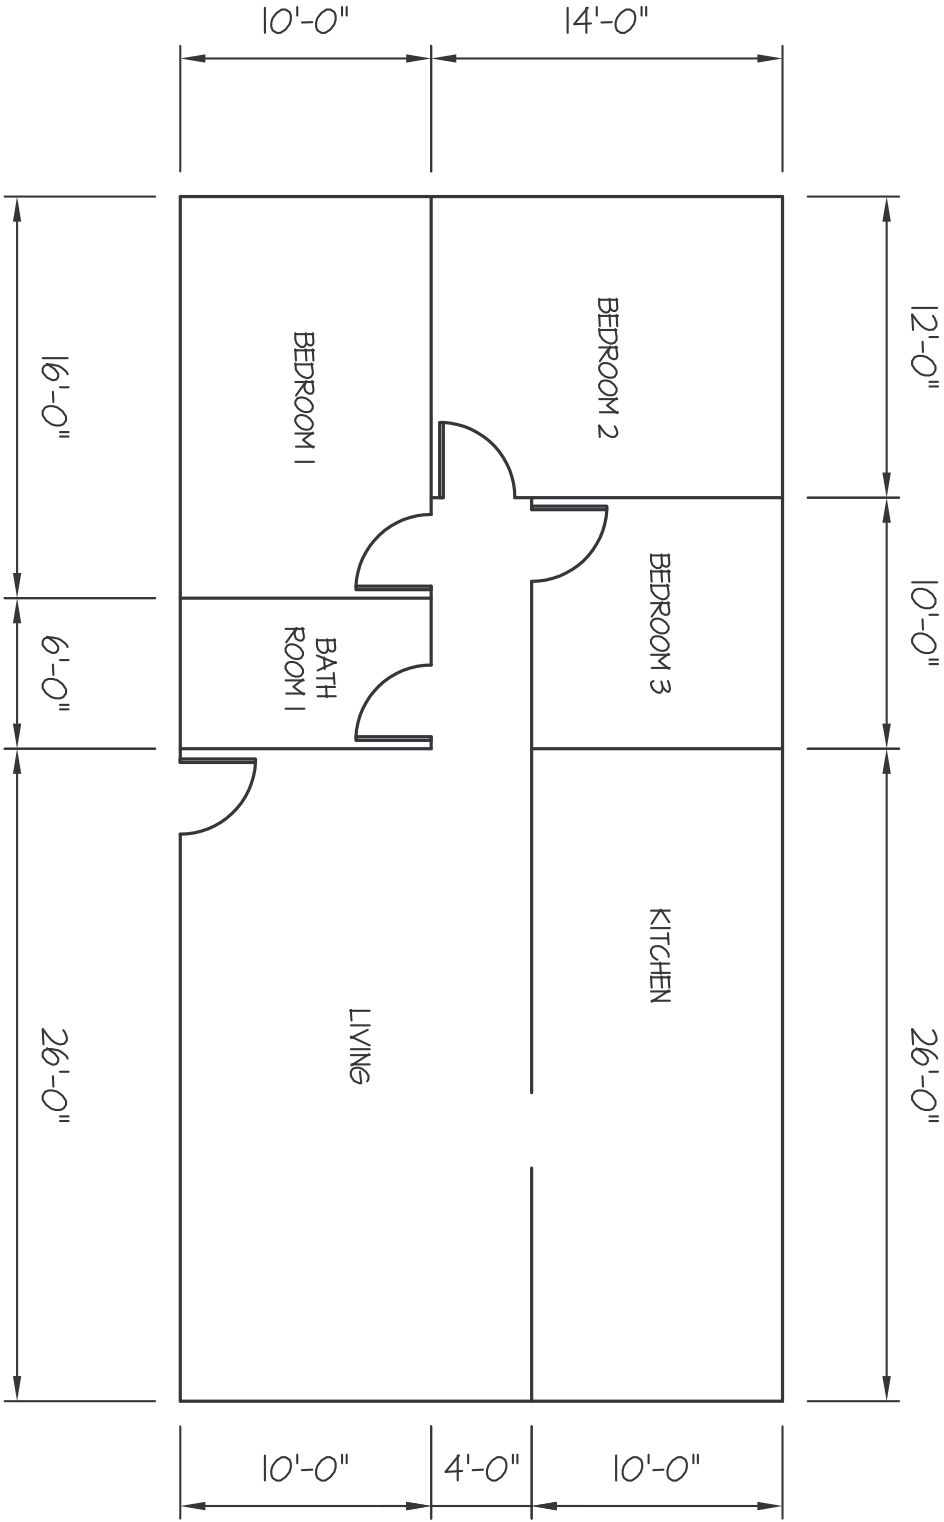 10'-0"
14'-0"
12'-0"
16'-0"
BEDROOM 1
BEDROOM 2
10'-0"
6'-0"
BATH
ROOM 1
BEDROOM 3
26'-0"
LIVING
KITCHEN
26'-0"
10'-0"
4'-0"
10'-0"